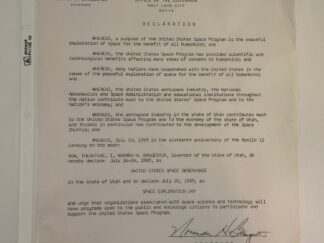 OFFICE OF THE GOVERNOR
SALT LAKE CITY
84114
GOVERNOR
DECLARATION
WHEREAS, a purpose of the United States Space Program is the peaceful
exploration of space for the benefit of all humankind; and
WHEREAS, the United States Space Program has provided scientific and
technological benefits affecting many areas of concern to humankind; and
WHEREAS, many nations have cooperated with the United States in the
cause of the peaceful exploration of space for the benefit of all
humankind; and
WHEREAS, the United States aerospace industry, the National
Aeronautics and Space Administration and educational institutions throughout
the nation contribute much to the United States Space Program and to the
nation's economy; and
WHEREAS, the aerospace industry in the state of Utah contributes much
to the United States Space Program and to the economy of the state of Utah,
and Thiokol in particular has contributed to the development of the Space
Shuttle; and
WHEREAS, July 20, 1985 is the sixteenth anniversary of the Apollo 11
landing on the moon;
NOW, THEREFORE, I, NORMAN H. BANGERTER, Governor of the state of Utah, do
hereby declare July 16-24, 1985, as
UNITED STATES SPACE OBSERVANCE
in the state of Utah and do declare July 20, 1985, as
SPACE EXPLORATION DAY
and urge that organizations associated with space science and technology will
have programs open to the public and encourage citizens to participate and
support the United States Space Program.